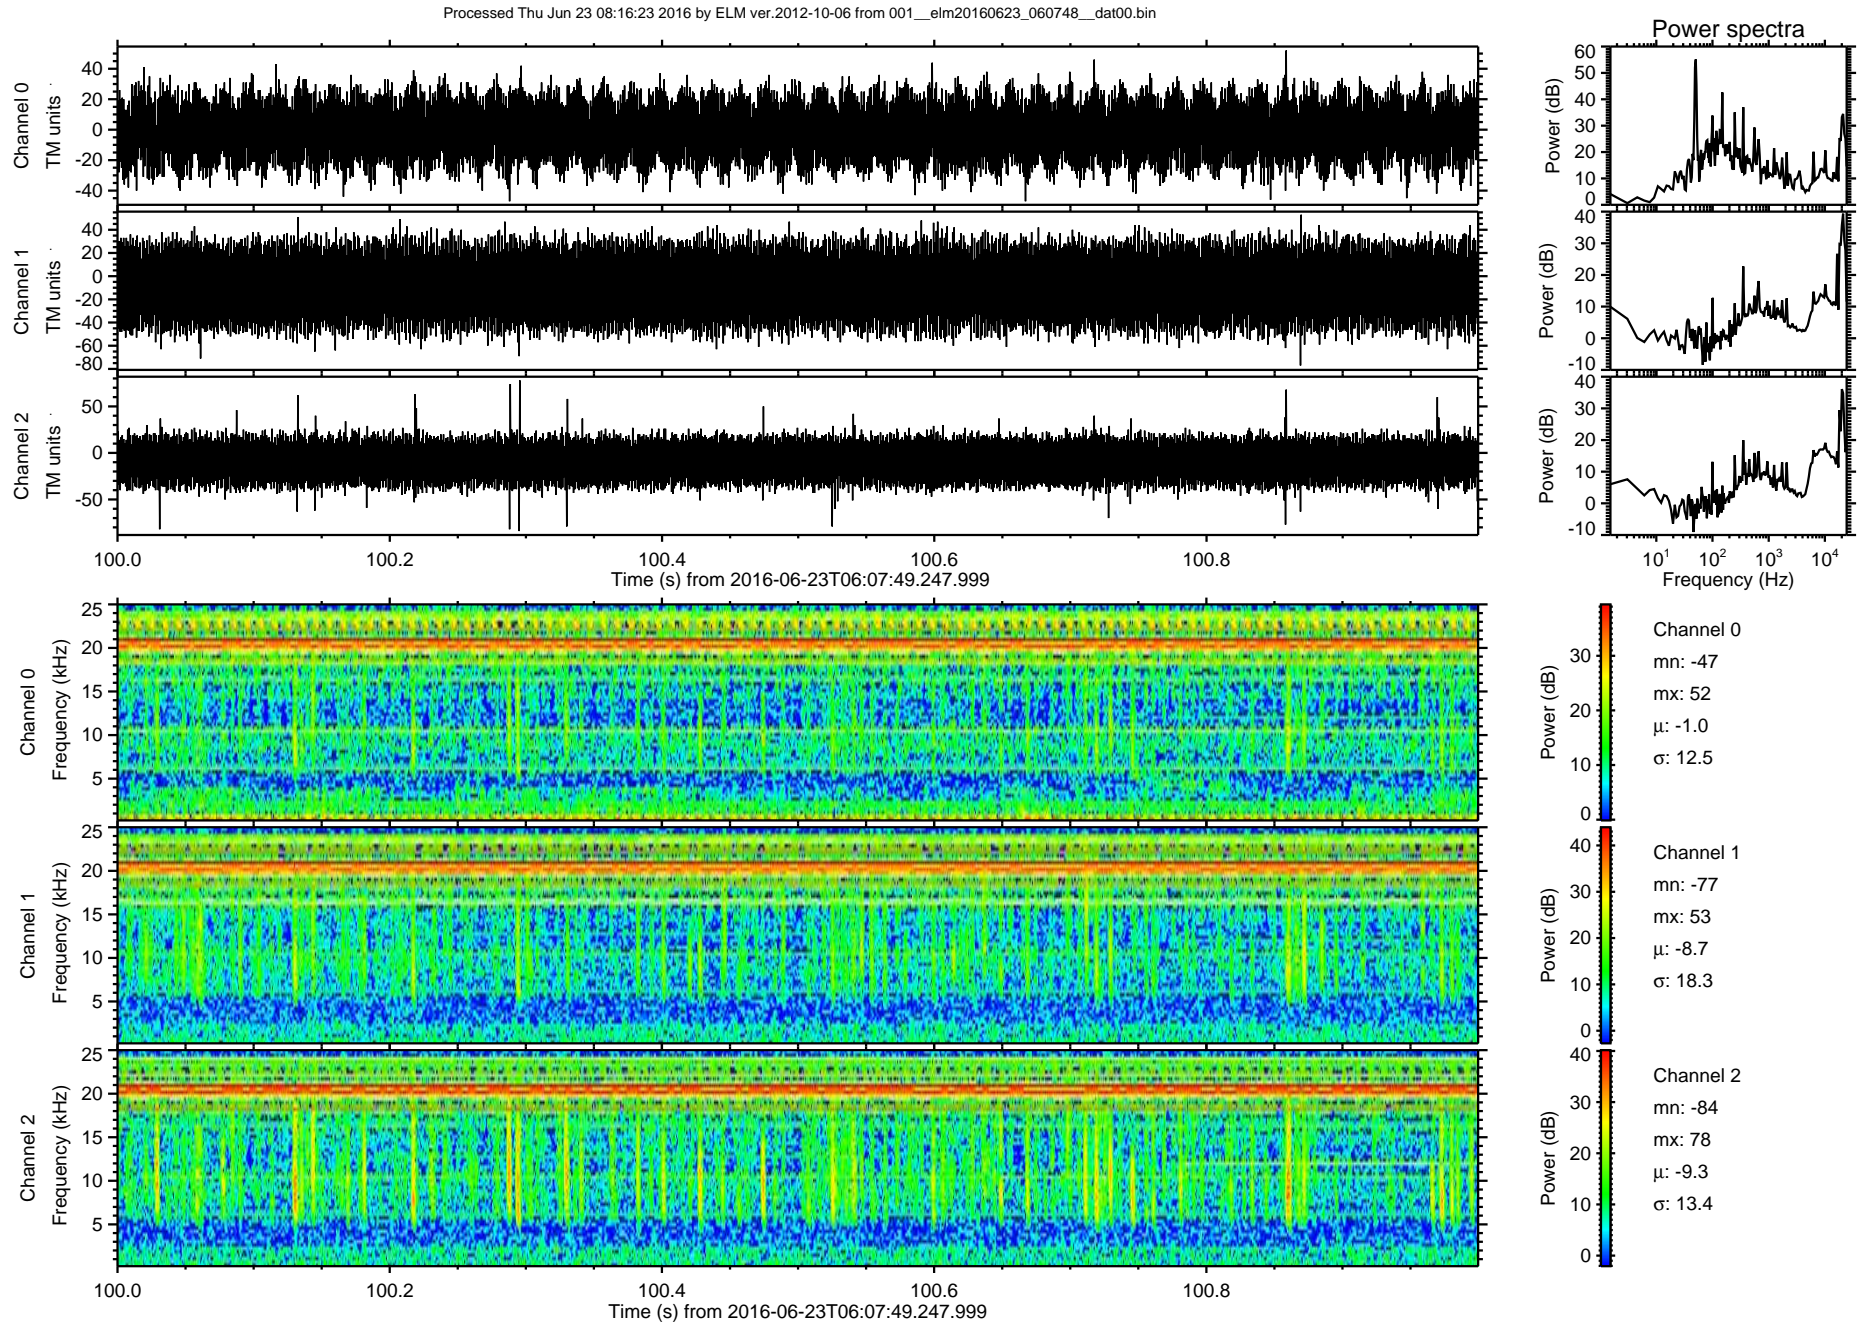 Processed Thu Jun 23 08:16:23 2016 by ELM ver.2012-10-06 from 001__elm20160623_060748__dat00.bin
Power spectra
Channel 0
TM units
40
20
0
-20
-40
Power (dB)
60
50
40
30
20
10
0
Channel 1
TM units
40
20
0
-20
-40
-60
-80
Power (dB)
40
30
20
10
0
-10
Channel 2
TM units
50
0
-50
Power (dB)
40
30
20
10
0
-10
100.0 100.2 100.4 100.6 100.8
Time (s) from 2016-06-23T06:07:49.247.999
10^1 10^2 10^3 10^4
Frequency (Hz)
Channel 0
Frequency (kHz)
25
20
15
10
5
Power (dB)
30
20
10
0
Channel 0
mn: -47
mx: 52
μ: -1.0
σ: 12.5
Channel 1
Frequency (kHz)
25
20
15
10
5
Power (dB)
40
30
20
10
0
Channel 1
mn: -77
mx: 53
μ: -8.7
σ: 18.3
Channel 2
Frequency (kHz)
25
20
15
10
5
Power (dB)
40
30
20
10
0
Channel 2
mn: -84
mx: 78
μ: -9.3
σ: 13.4
100.0 100.2 100.4 100.6 100.8
Time (s) from 2016-06-23T06:07:49.247.999